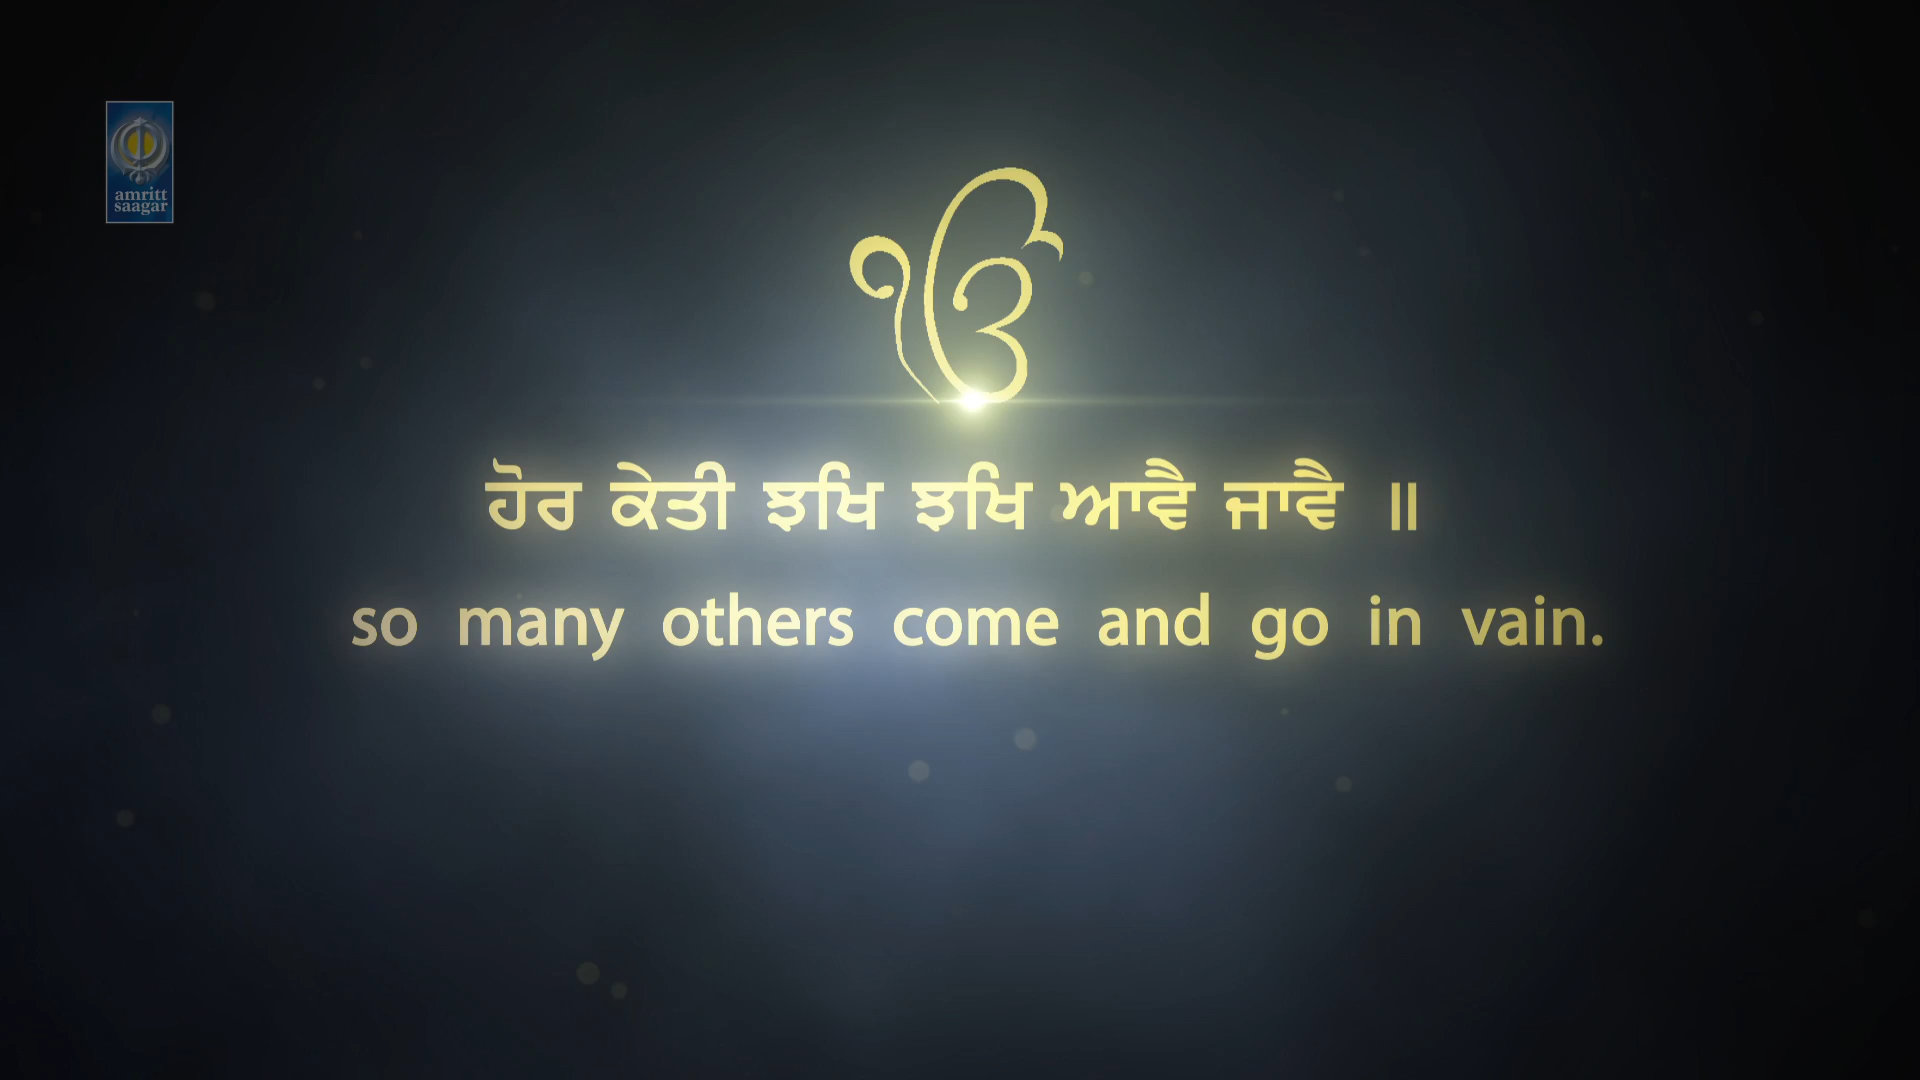 amritt
saagar
ੴ
ਹੋਰ ਕੇਤੀ ਝਖਿ ਝਖਿ ਆਵੈ ਜਾਵੈ ॥
so many others come and go in vain.